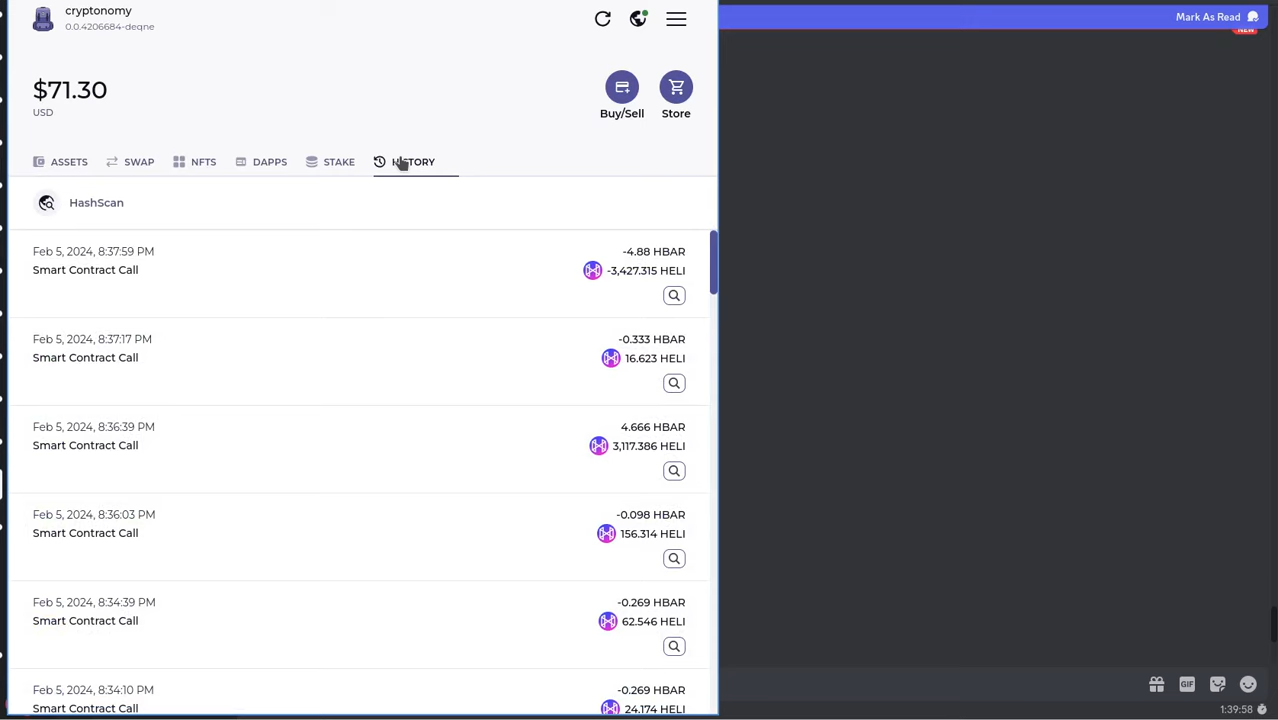 cryptonomy
0.0.4206684-deqne
Mark As Read
NEW
$71.30
USD
Buy/Sell
Store
ASSETS
SWAP
NFTS
DAPPS
STAKE
HashScan
Feb 5, 2024, 8:37:59 PM
-4.88 HBAR
Smart Contract Call
-3,427.315 HELI
Feb 5, 2024, 8:37:17 PM
-0.333 HBAR
Smart Contract Call
16.623 HELI
Feb 5, 2024, 8:36:39 PM
4.666 HBAR
Smart Contract Call
3,117.386 HELI
Feb 5, 2024, 8:36:03 PM
-0.098 HBAR
Smart Contract Call
156.314 HELI
Feb 5, 2024, 8:34:39 PM
-0.269 HBAR
Smart Contract Call
62.546 HELI
Feb 5, 2024, 8:34:10 PM
-0.269 HBAR
Smart Contract Call
24.174 HELI
GIF
1:39:58